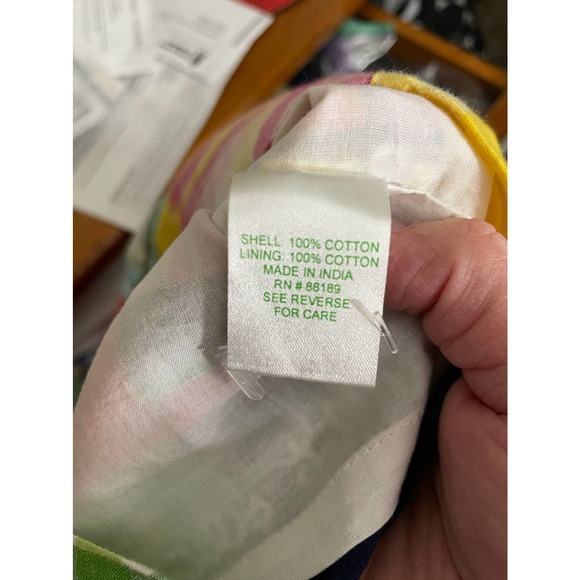 SHELL: 100% COTTON
LINING: 100% COTTON
MADE IN INDIA
RN # 88189
SEE REVERSE
FOR CARE